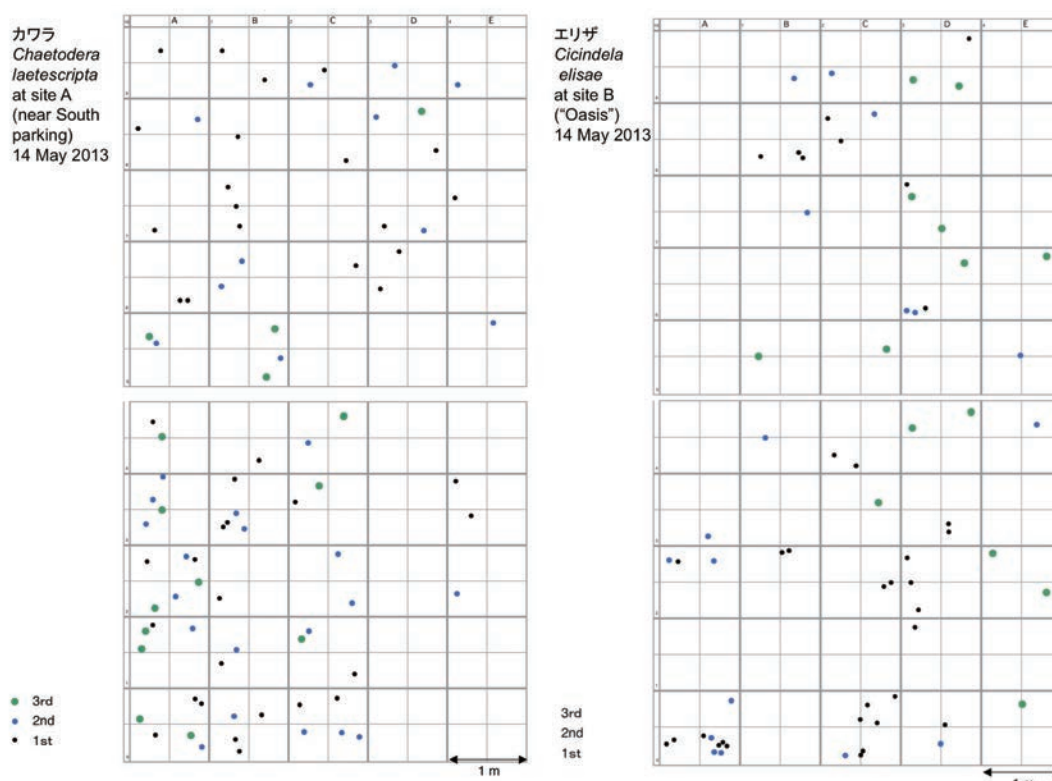 カワラ
Chaetodera
laetescripta
at site A
(near South
parking)
14 May 2013
A B C D E
3rd
2nd
1st
1 m
エリザ
Cicindela
elisae
at site B
("Oasis")
14 May 2013
A B C D E
3rd
2nd
1st